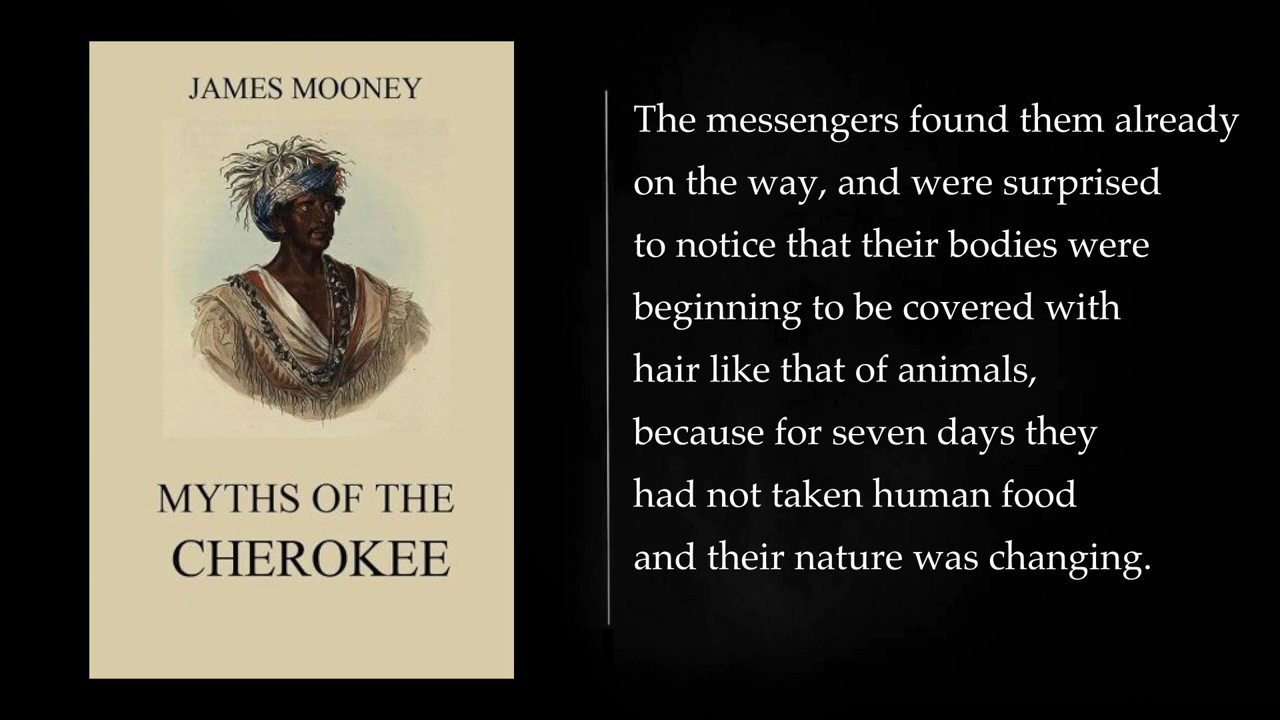 JAMES MOONEY
MYTHS OF THE
CHEROKEE
The messengers found them already
on the way, and were surprised
to notice that their bodies were
beginning to be covered with
hair like that of animals,
because for seven days they
had not taken human food
and their nature was changing.